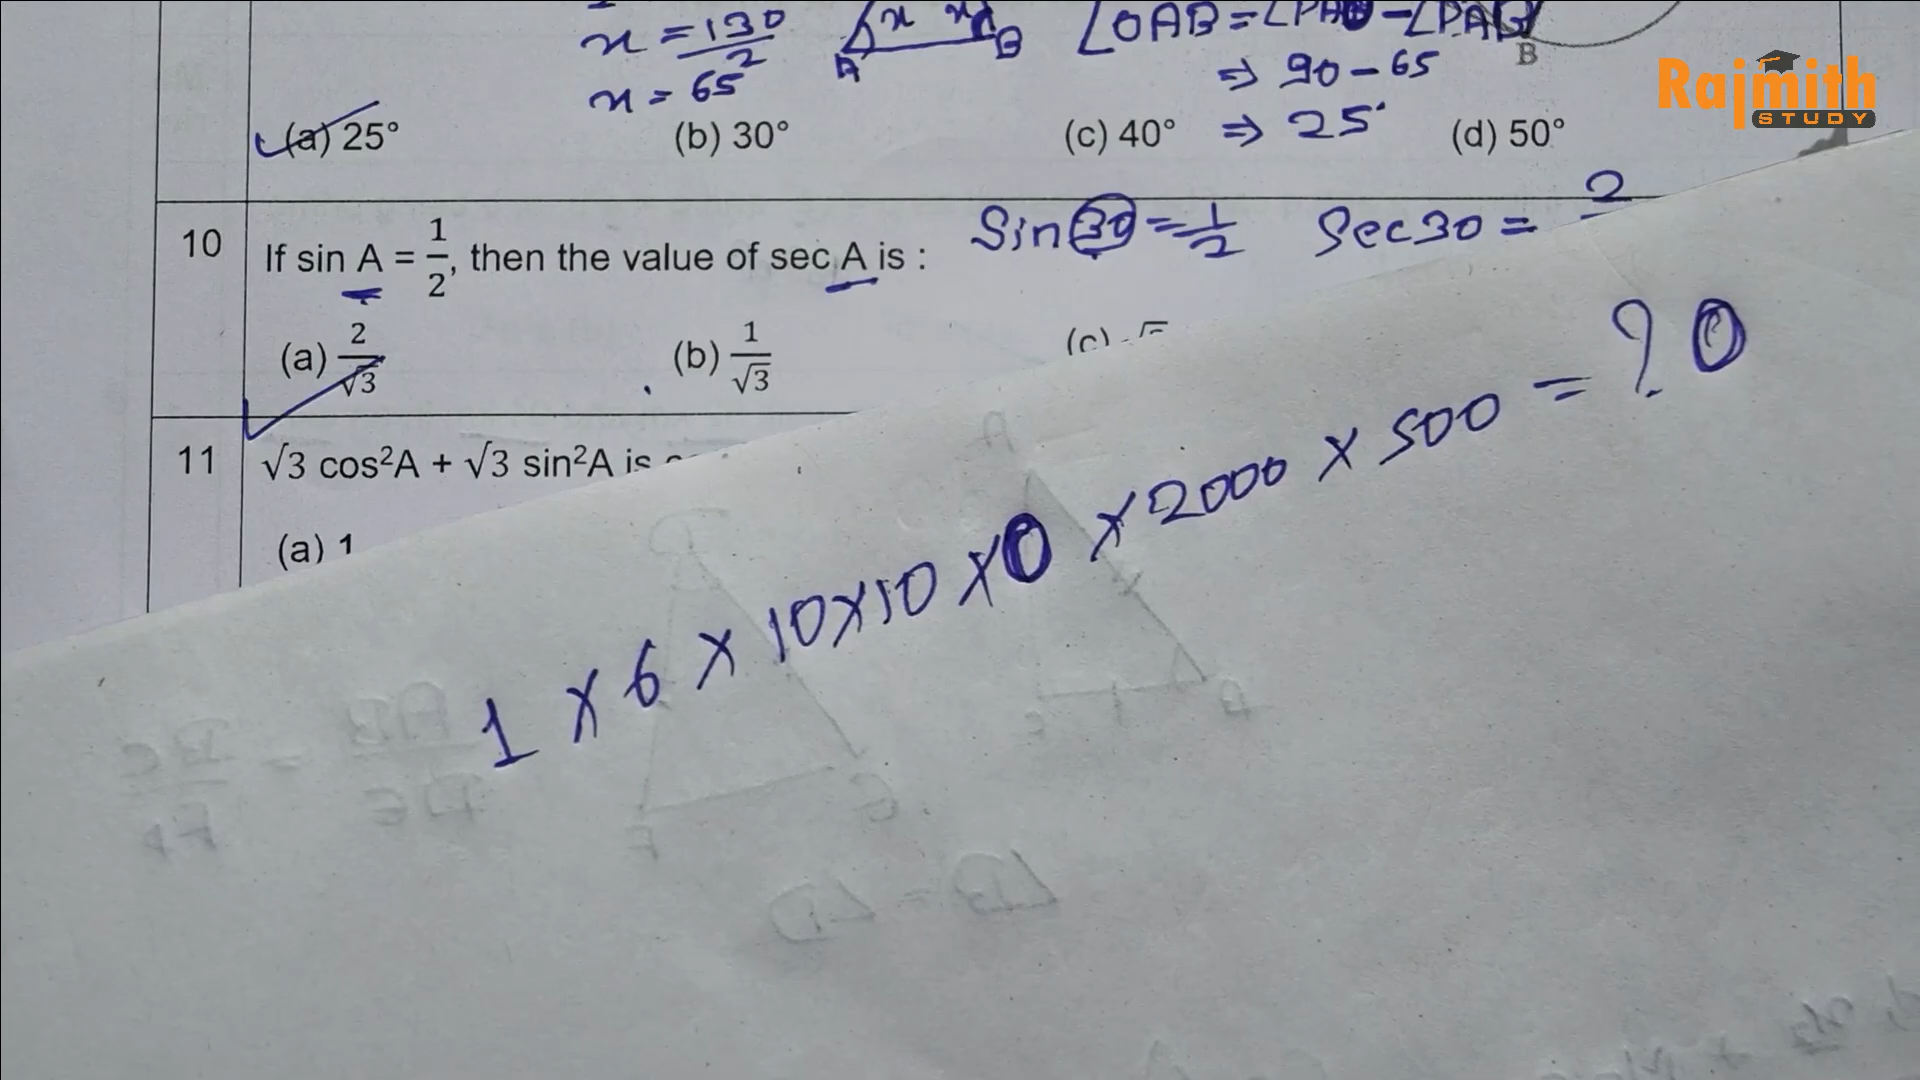 x = 130/2
x = 65
A x x B
∠OAB = ∠PAO - ∠PAB
⇒ 90 - 65
⇒ 25°
B
Rajmith
STUDY
(a) 25° (b) 30° (c) 40° (d) 50°
10 If sin A = 1/2, then the value of sec A is :
Sin 30 = 1/2 Sec 30 = 2
(a) 2/√3 (b) 1/√3 (c)
11 √3 cos²A + √3 sin²A is
(a) 1
1 × 6 × 10 × 10 × 0 × 2000 × 500 = ? 0